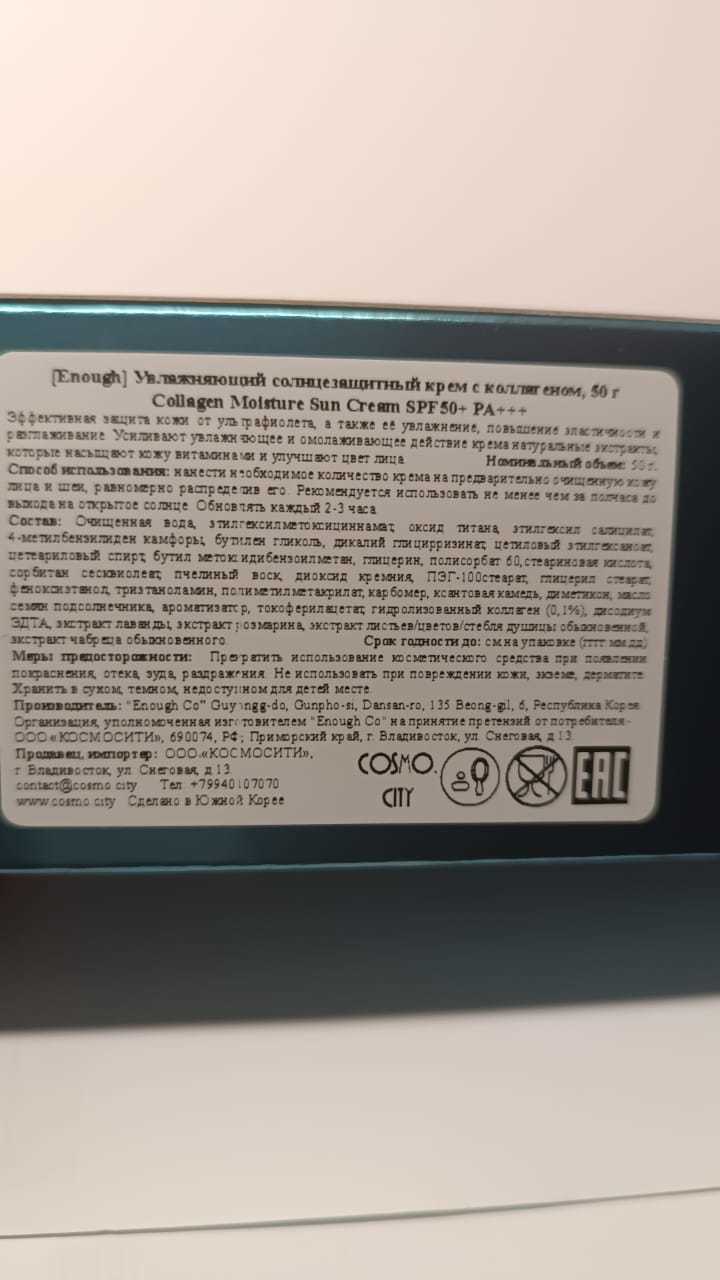 [Enough] Увлажняющий солнцезащитный крем с коллагеном, 50 г
Collagen Moisture Sun Cream SPF50+ PA+++
Эффективная защита кожи от ультрафиолета, а также её увлажнение, повышение эластичности и
разглаживание. Усиливают увлажняющее и омолаживающее действие крема натуральные экстракты,
которые насыщают кожу витаминами и улучшают цвет лица. Номинальный объем: 50 г.
Способ использования: нанести необходимое количество крема на предварительно очищенную кожу
лица и шеи, равномерно распределив его. Рекомендуется использовать не менее чем за полчаса до
выхода на открытое солнце. Обновлять каждый 2-3 часа.
Состав: Очищенная вода, этилгексилметоксициннамат, оксид титана, этилгексил салицилат,
4-метилбензилиден камфоры, бутилен гликоль, дикалий глицирризинат, цетиловый этилгексаноат,
цетеариловый спирт, бутил метоксидибензоилметан, глицерин, полисорбат 60, стеариновая кислота,
сорбитан сесквиолеат, пчелиный воск, диоксид кремния, ПЭГ-100стеарат, глицерил стеарат,
феноксиэтанол, триэтаноламин, полиметилметакрилат, карбомер, ксантовая камедь, диметикон, масло
семян подсолнечника, ароматизатор, токоферилацетат, гидролизованный коллаген (0,1%), дисодиум
ЭДТА, экстракт лаванды, экстракт розмарина, экстракт листьев/цветов/стебля душицы обыкновенной,
экстракт чабреца обыкновенного. Срок годности до: см на упаковке (гггг.мм.дд)
Меры предосторожности: Прекратить использование косметического средства при появлении
покраснения, отека, зуда, раздражения. Не использовать при повреждении кожи, экземе, дерматите.
Хранить в сухом, темном, недоступном для детей месте.
Производитель: "Enough Co" Guyngg-do, Gunpho-si, Dansan-ro, 135 Beong-gil, 6, Республика Корея
Организация, уполномоченная изготовителем "Enough Co" на принятие претензий от потребителя-
ООО «КОСМОСИТИ», 690074, РФ; Приморский край, г. Владивосток, ул. Снеговая, д.13.
Продавец, импортер: ООО.«КОСМОСИТИ»,
г. Владивосток, ул. Снеговая, д.13.
contact@cosmo.city Тел: +79940107070
www.cosmo.city Сделано в Южной Корее
COSMO.
CITY
EAC